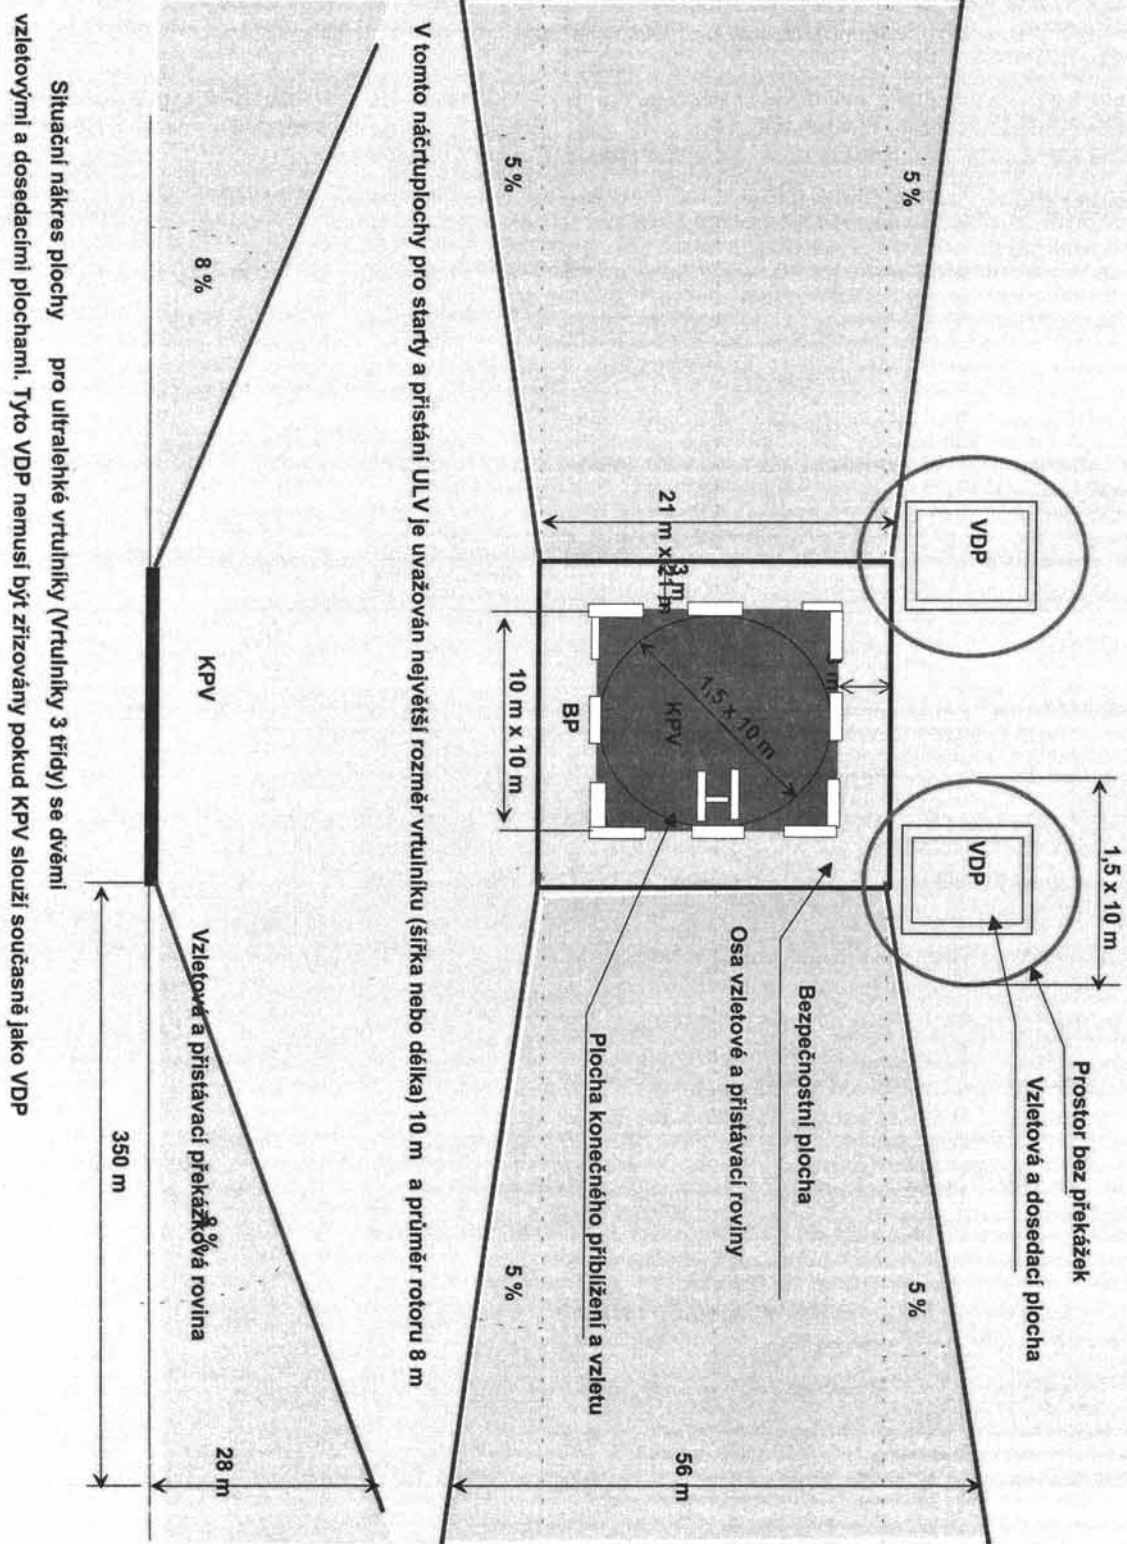 1,5 x 10 m
Prostor bez překážek
Vzletová a dosedací plocha
VDP
VDP
5 %
5 %
Bezpečnostní plocha
Osa vzletové a přistávací roviny
Plocha konečného přiblížení a vzletu
21 m x 21 m
3 m
m
1,5 x 10 m
KPV
H
BP
10 m x 10 m
56 m
5 %
5 %
V tomto náčrtuplochy pro starty a přistání ULV je uvažován největší rozměr vrtulníku (šířka nebo délka) 10 m a průměr rotoru 8 m
8 %
KPV
Vzletová a přistávací překážková rovina
8 %
28 m
350 m
Situační nákres plochy pro ultralehké vrtulníky (Vrtulníky 3 třídy) se dvěmi
vzletovými a dosedacími plochami. Tyto VDP nemusí být zřizovány pokud KPV slouží současně jako VDP